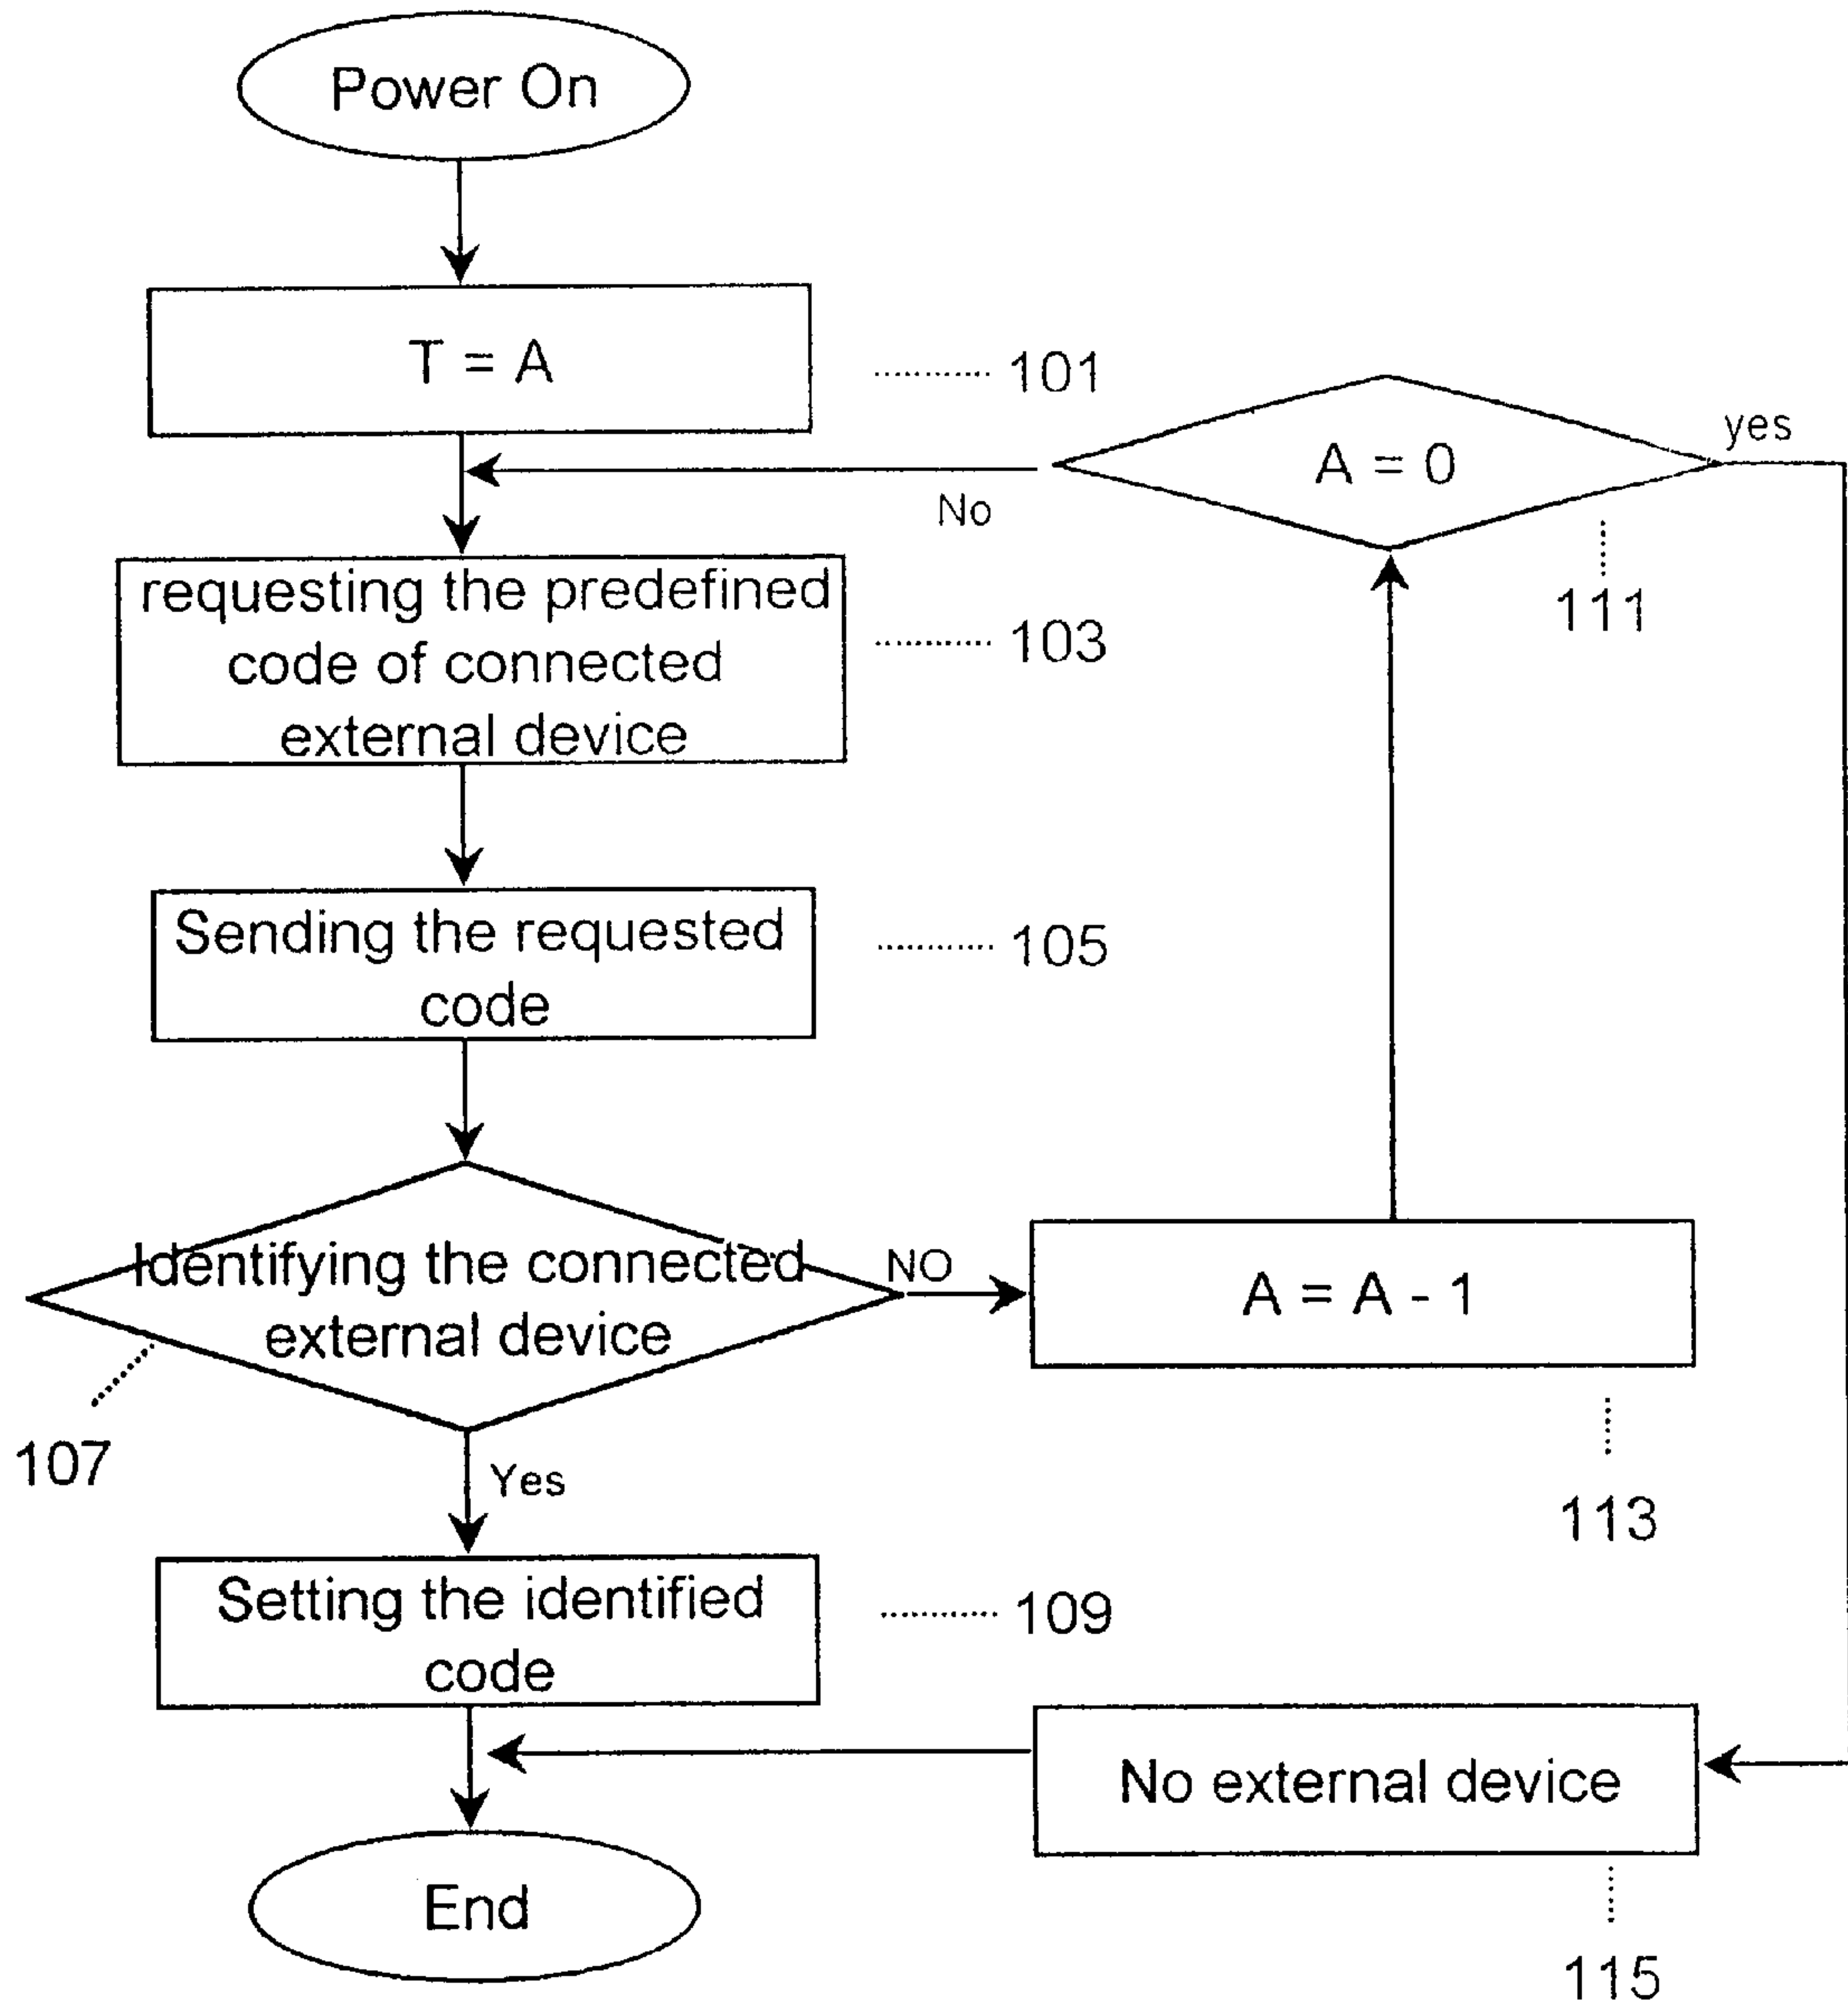 Power On
T = A
101
A = 0
yes
No
111
requesting the predefined
code of connected
external device
103
Sending the requested
code
105
Identifying the connected
external device
NO
A = A - 1
107
Yes
113
Setting the identified
code
109
No external device
End
115